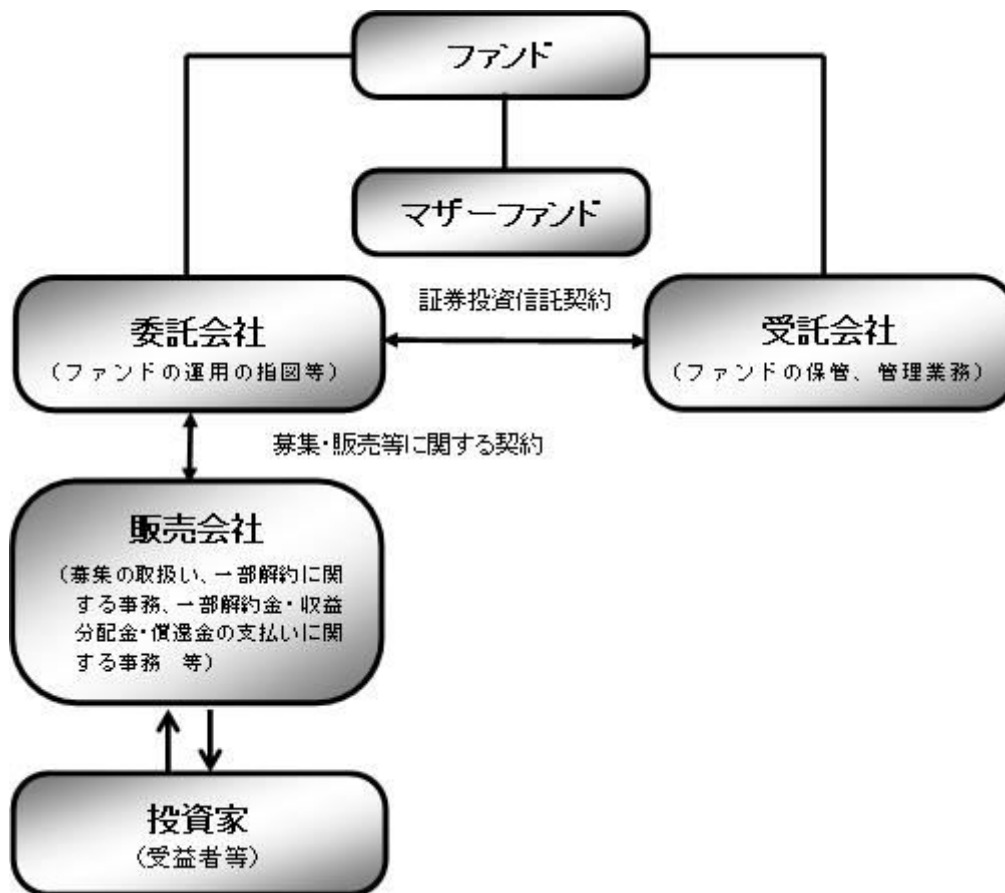 ファンド
マザーファンド
証券投資信託契約
委託会社
(ファンドの運用の指図等)
受託会社
(ファンドの保管、管理業務)
募集・販売等に関する契約
販売会社
(募集の取扱い、一部解約に関
する事務、一部解約金・収益
分配金・償還金の支払いに関
する事務 等)
投資家
(受益者等)